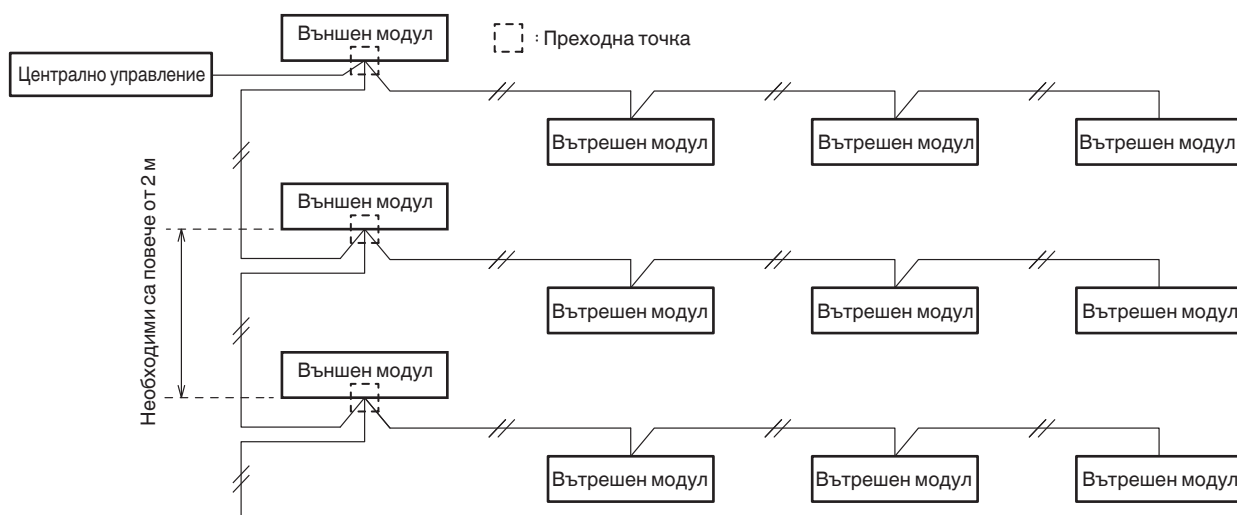 Външен модул
: Преходна точка
Централно управление
Вътрешен модул
Вътрешен модул
Вътрешен модул
Необходими са повече от 2 м
Външен модул
Вътрешен модул
Вътрешен модул
Вътрешен модул
Външен модул
Вътрешен модул
Вътрешен модул
Вътрешен модул